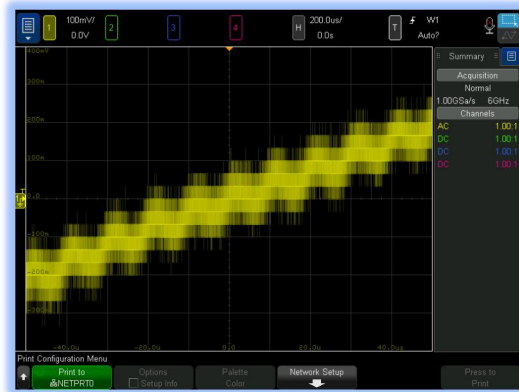 1 100mV/ 0.0V 2 3 4 H 200.0us/ 0.0s T W1 Auto?
400mV
Summary
300m
Acquisition
Normal
1.00GSa/s 6GHz
200m
Channels
AC 1.00:1
DC 1.00:1
100m
DC 1.00:1
DC 1.00:1
0.0
-100m
-200m
-40.0u -20.0u 0.0 20.0u 40.0us
Print Configuration Menu
Print to NETPRT0
Options Setup Info
Palette Color
Network Setup
Press to Print